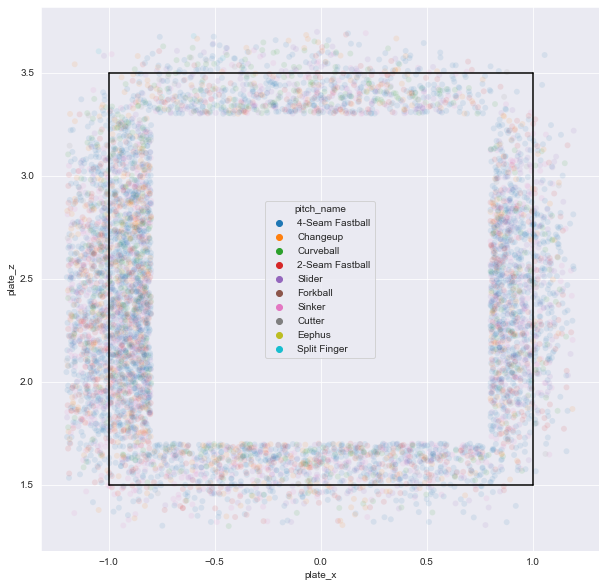 3.5
3.0
2.5
2.0
1.5
plate_z
pitch_name
4-Seam Fastball
Changeup
Curveball
2-Seam Fastball
Slider
Forkball
Sinker
Cutter
Eephus
Split Finger
−1.0 −0.5 0.0 0.5 1.0
plate_x